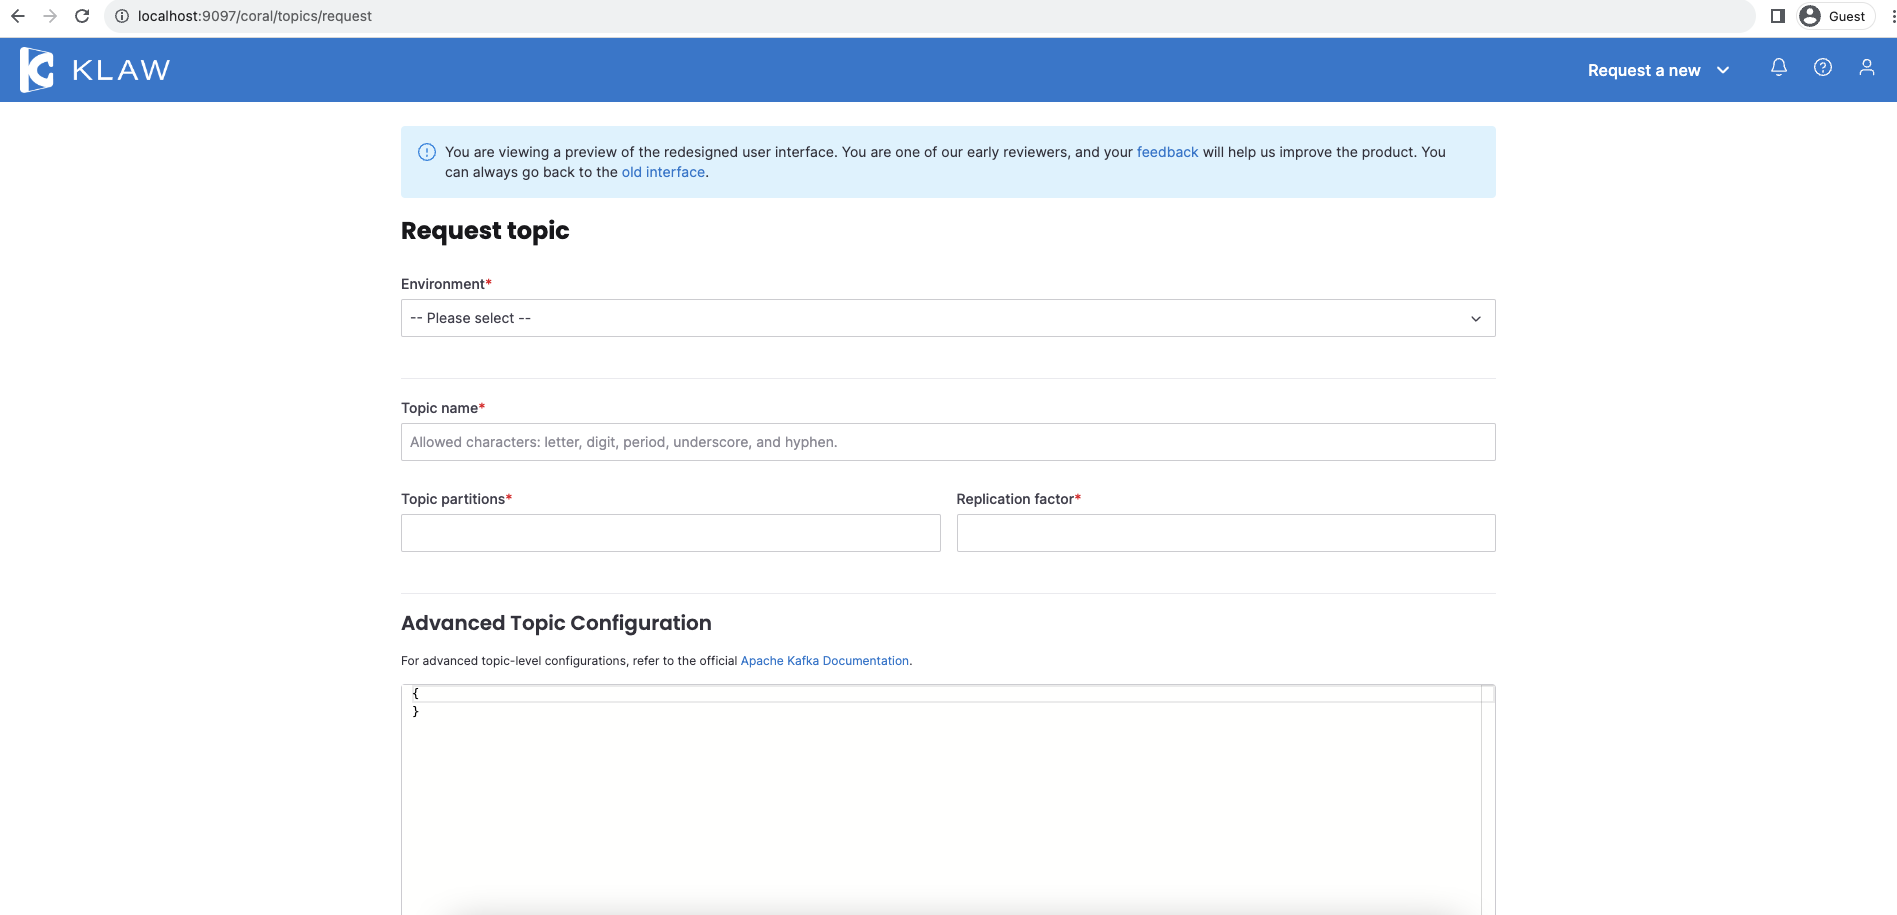 localhost:9097/coral/topics/request
Guest
KLAW
Request a new
You are viewing a preview of the redesigned user interface. You are one of our early reviewers, and your feedback will help us improve the product. You
can always go back to the old interface.
Request topic
Environment*
-- Please select --
Topic name*
Allowed characters: letter, digit, period, underscore, and hyphen.
Topic partitions*
Replication factor*
Advanced Topic Configuration
For advanced topic-level configurations, refer to the official Apache Kafka Documentation.
{
}